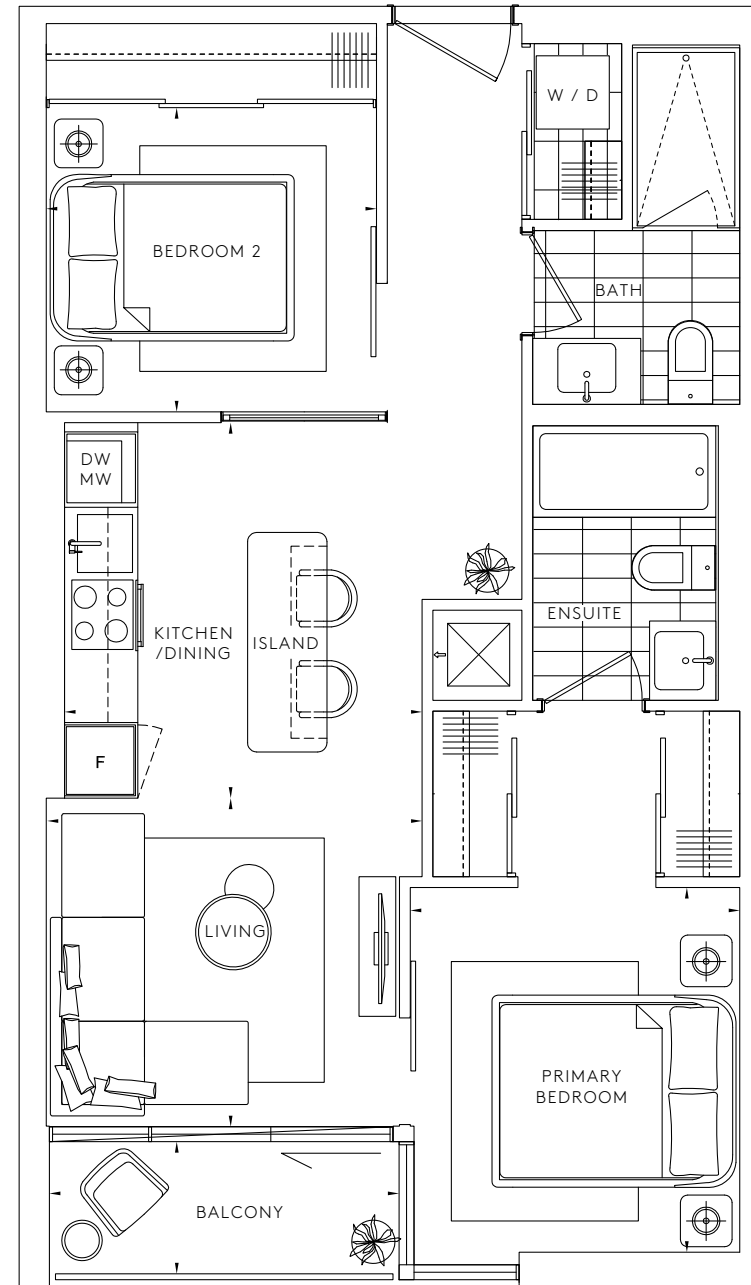 W / D
BEDROOM 2
BATH
DW
MW
ENSUITE
KITCHEN
/DINING
ISLAND
F
LIVING
PRIMARY
BEDROOM
BALCONY